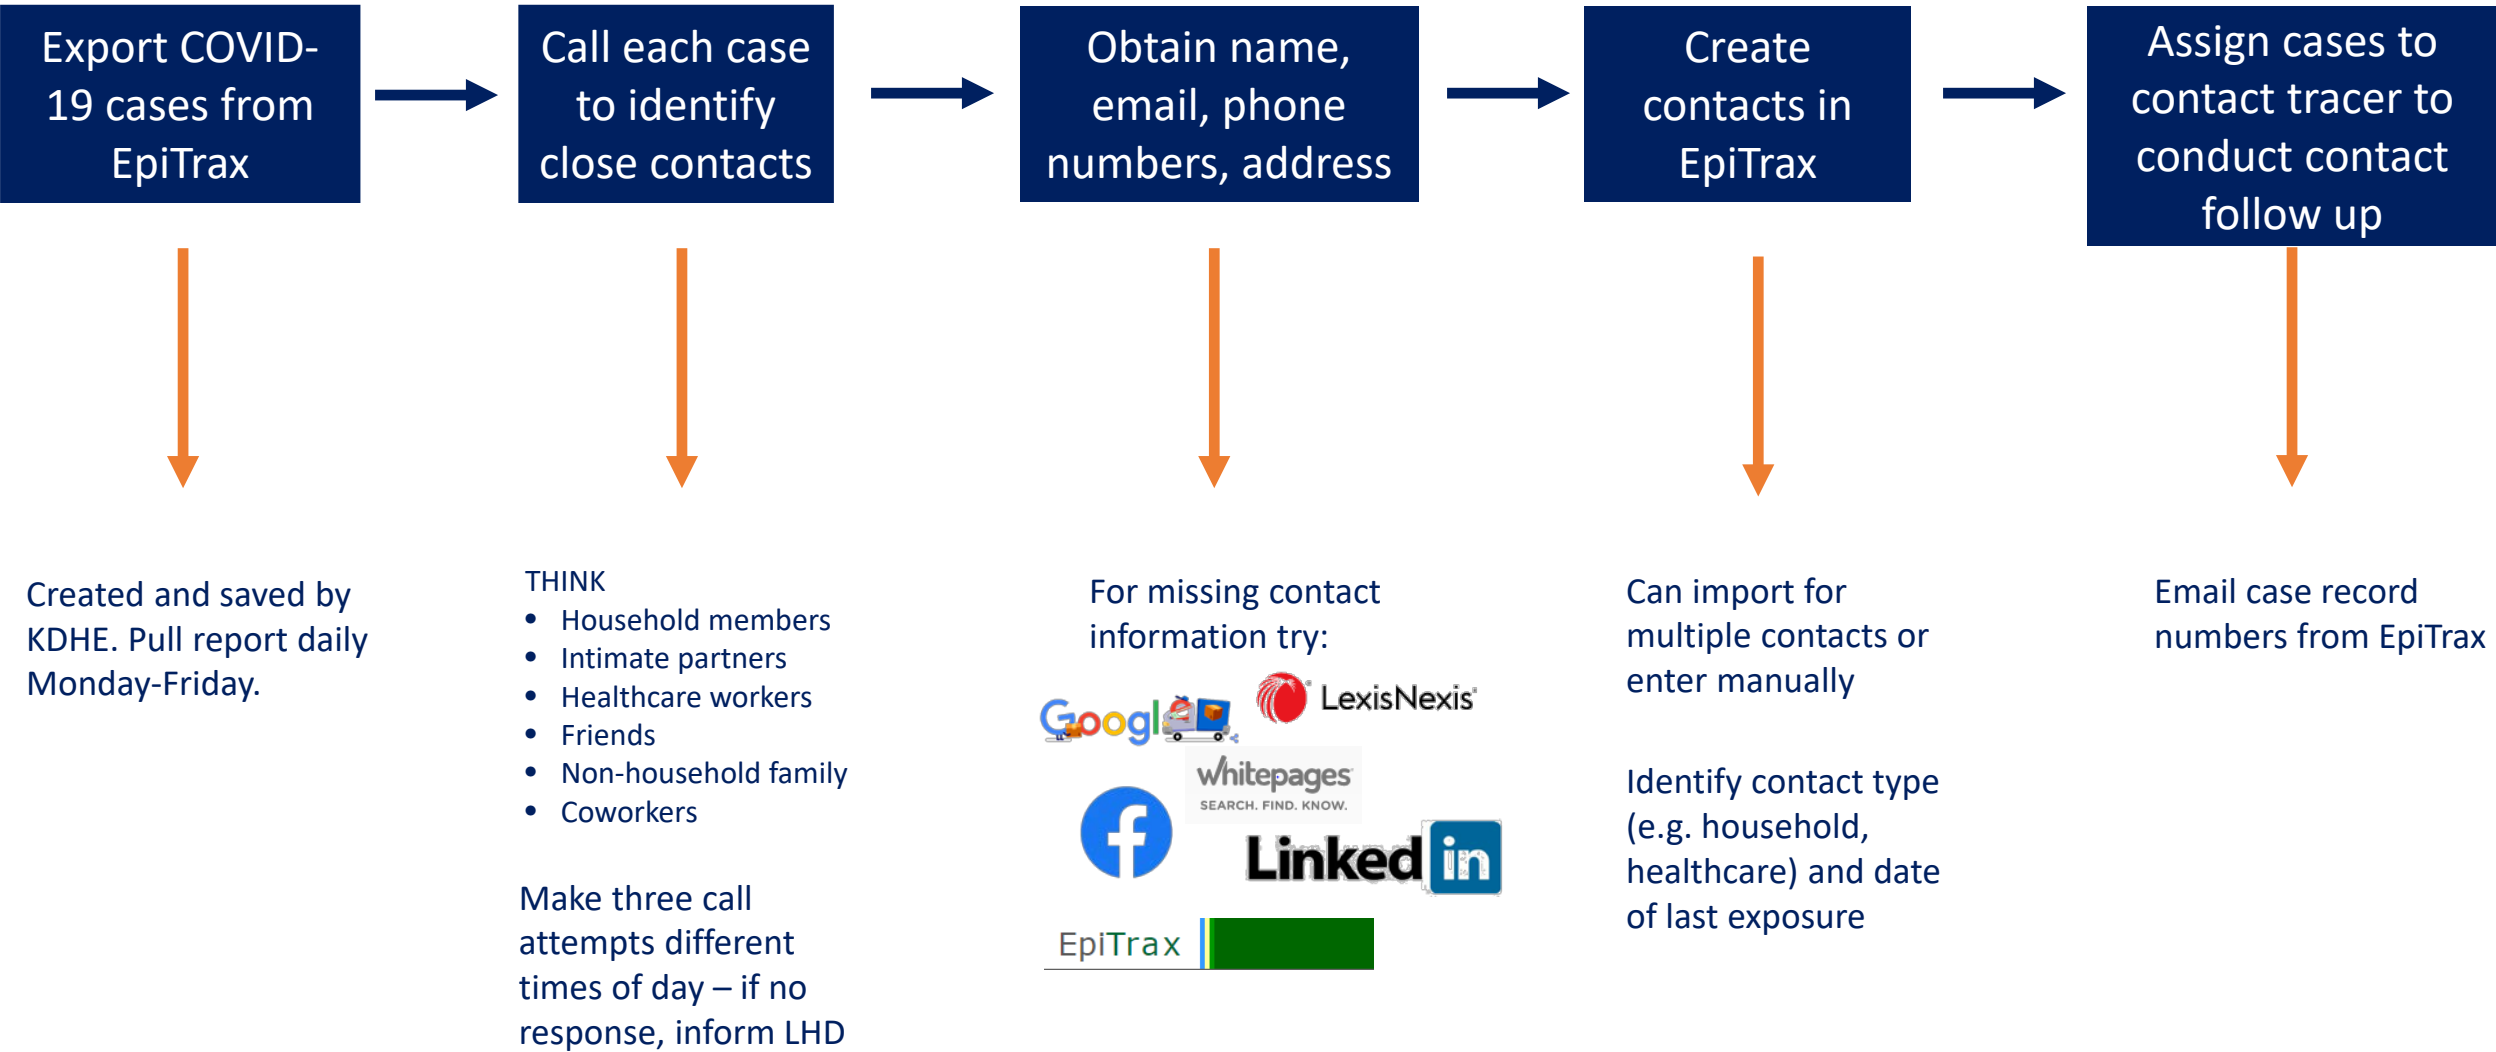 Export COVID-
19 cases from
EpiTrax
Call each case
to identify
close contacts
Obtain name,
email, phone
numbers, address
Create
contacts in
EpiTrax
Assign cases to
contact tracer to
conduct contact
follow up
Created and saved by
KDHE. Pull report daily
Monday-Friday.
THINK
• Household members
• Intimate partners
• Healthcare workers
• Friends
• Non-household family
• Coworkers
Make three call
attempts different
times of day – if no
response, inform LHD
For missing contact
information try:
Google
LexisNexis
whitepages
SEARCH. FIND. KNOW.
f
Linked in
EpiTrax
Can import for
multiple contacts or
enter manually
Identify contact type
(e.g. household,
healthcare) and date
of last exposure
Email case record
numbers from EpiTrax